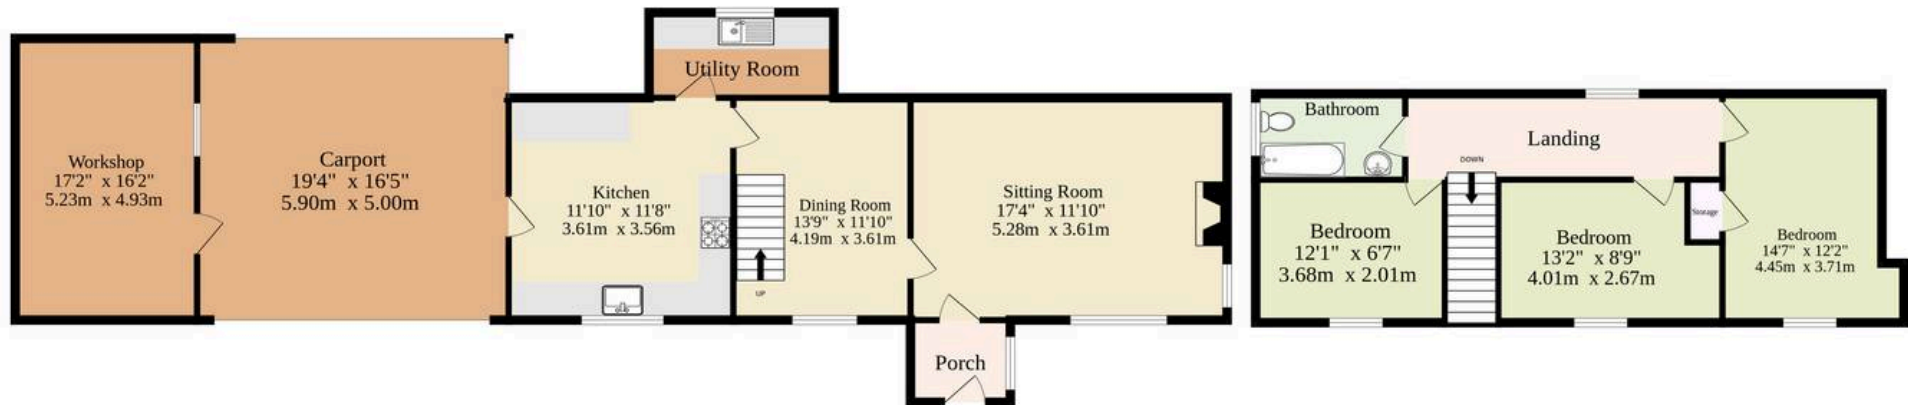 Utility Room
Workshop
17'2" x 16'2"
5.23m x 4.93m
Carport
19'4" x 16'5"
5.90m x 5.00m
Kitchen
11'10" x 11'8"
3.61m x 3.56m
UP
Dining Room
13'9" x 11'10"
4.19m x 3.61m
Sitting Room
17'4" x 11'10"
5.28m x 3.61m
Porch
Bathroom
Landing
DOWN
Bedroom
12'1" x 6'7"
3.68m x 2.01m
Bedroom
13'2" x 8'9"
4.01m x 2.67m
Storage
Bedroom
14'7" x 12'2"
4.45m x 3.71m